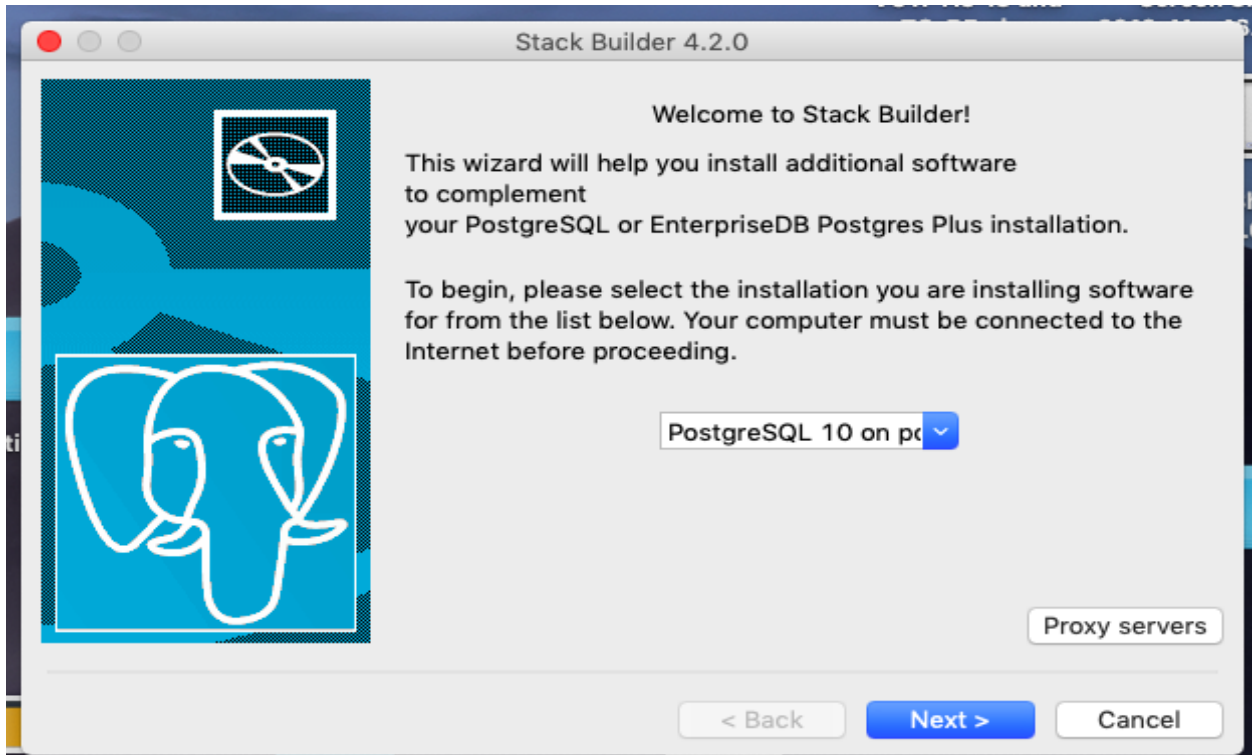 Stack Builder 4.2.0
Welcome to Stack Builder!
This wizard will help you install additional software
to complement
your PostgreSQL or EnterpriseDB Postgres Plus installation.
To begin, please select the installation you are installing software
for from the list below. Your computer must be connected to the
Internet before proceeding.
PostgreSQL 10 on
Proxy servers
< Back
Next >
Cancel